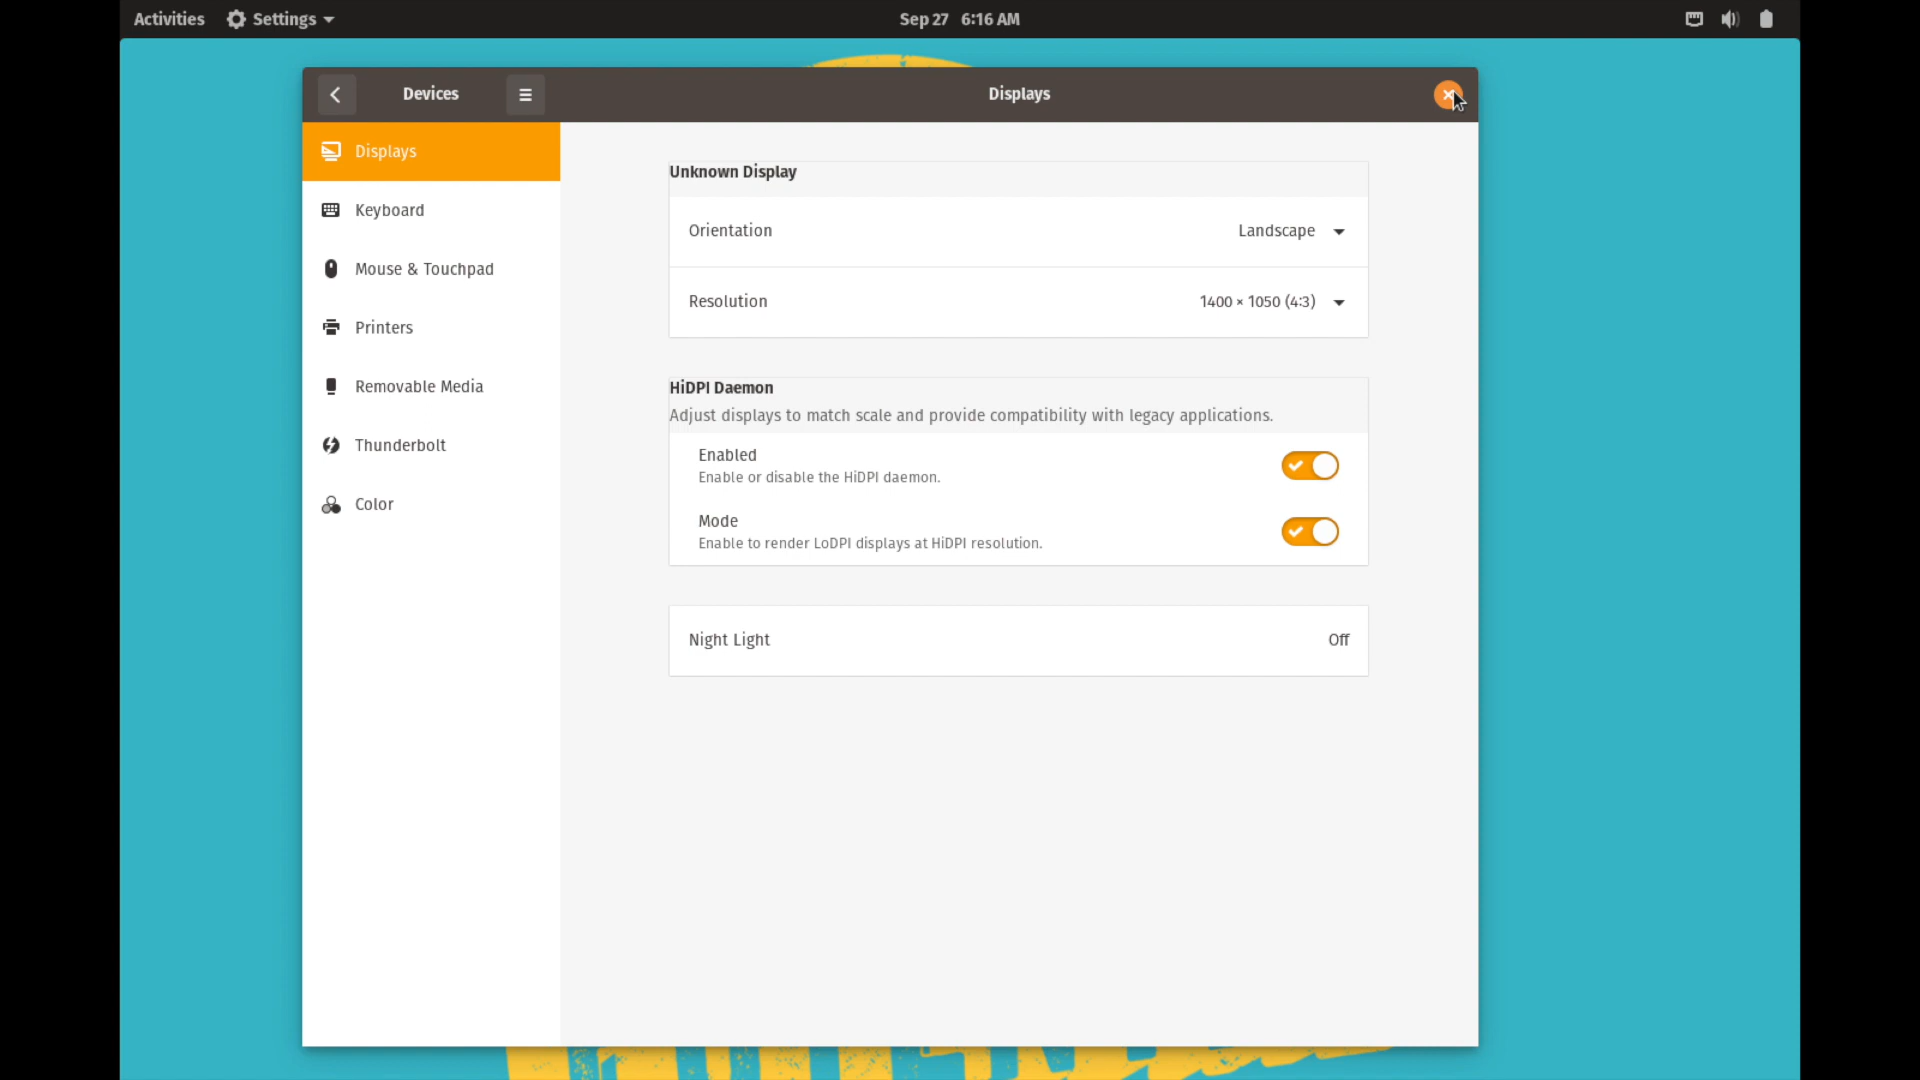 Activities Settings Sep 27 6:16 AM
Devices Displays
Displays
Keyboard
Mouse & Touchpad
Printers
Removable Media
Thunderbolt
Color
Unknown Display
Orientation Landscape
Resolution 1400 × 1050 (4:3)
HiDPI Daemon
Adjust displays to match scale and provide compatibility with legacy applications.
Enabled
Enable or disable the HiDPI daemon.
Mode
Enable to render LoDPI displays at HiDPI resolution.
Night Light Off